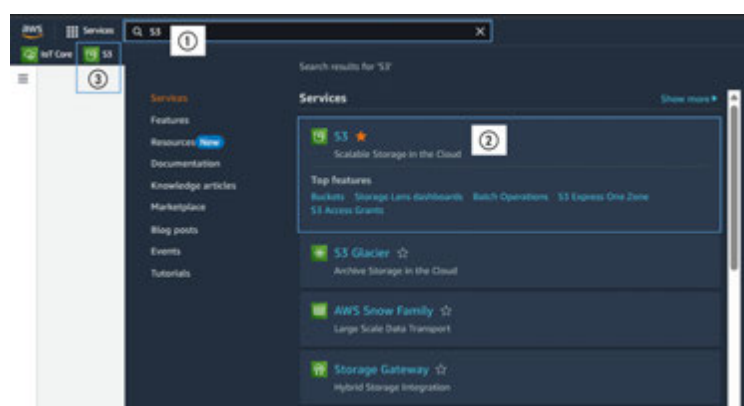 aws Services S3 ①
IoT Core S3
③
Search results for 'S3'
Services
Features
Resources New
Documentation
Knowledge articles
Marketplace
Blog posts
Events
Tutorials
Services Show more
S3 ②
Scalable Storage in the Cloud
Top features
Buckets Storage Lens dashboards Batch Operations S3 Express One Zone
S3 Access Grants
S3 Glacier
Archive Storage in the Cloud
AWS Snow Family
Large Scale Data Transport
Storage Gateway
Hybrid Storage Integration